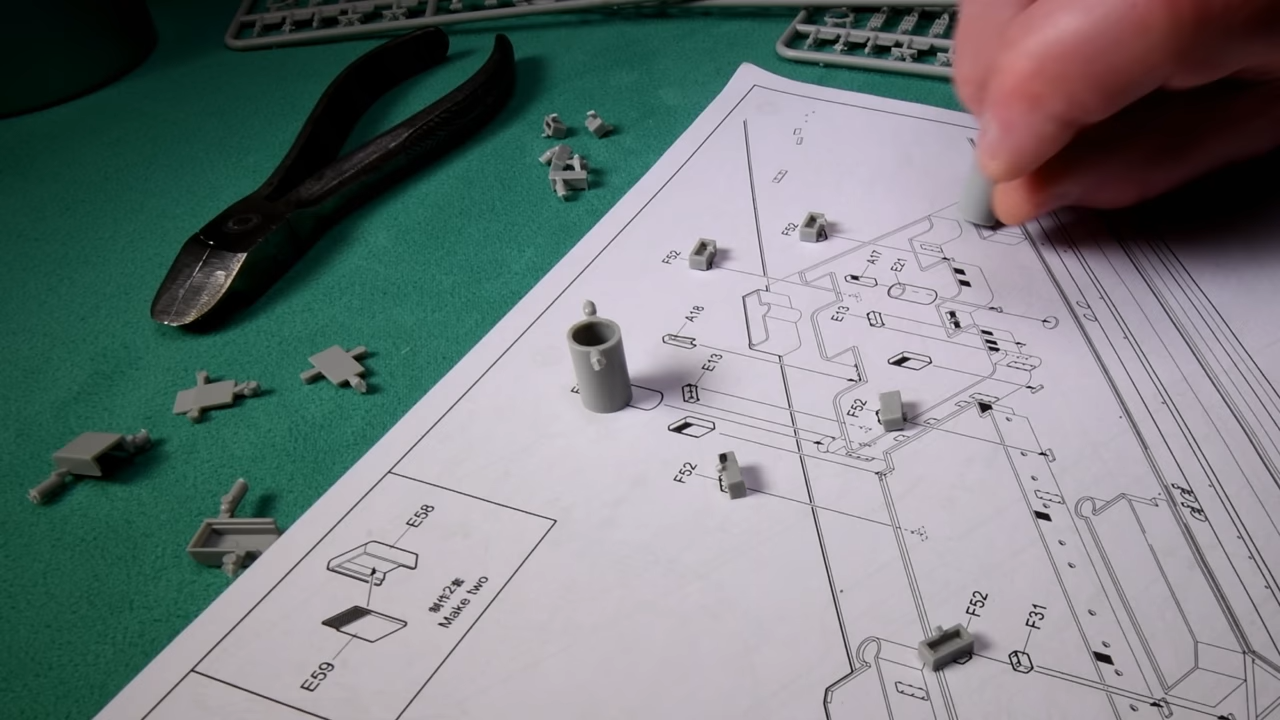 F52
F52
A17
E21
E13
A18
E13
F52
F52
E58
制作2套
Make two
E59
F52
F31